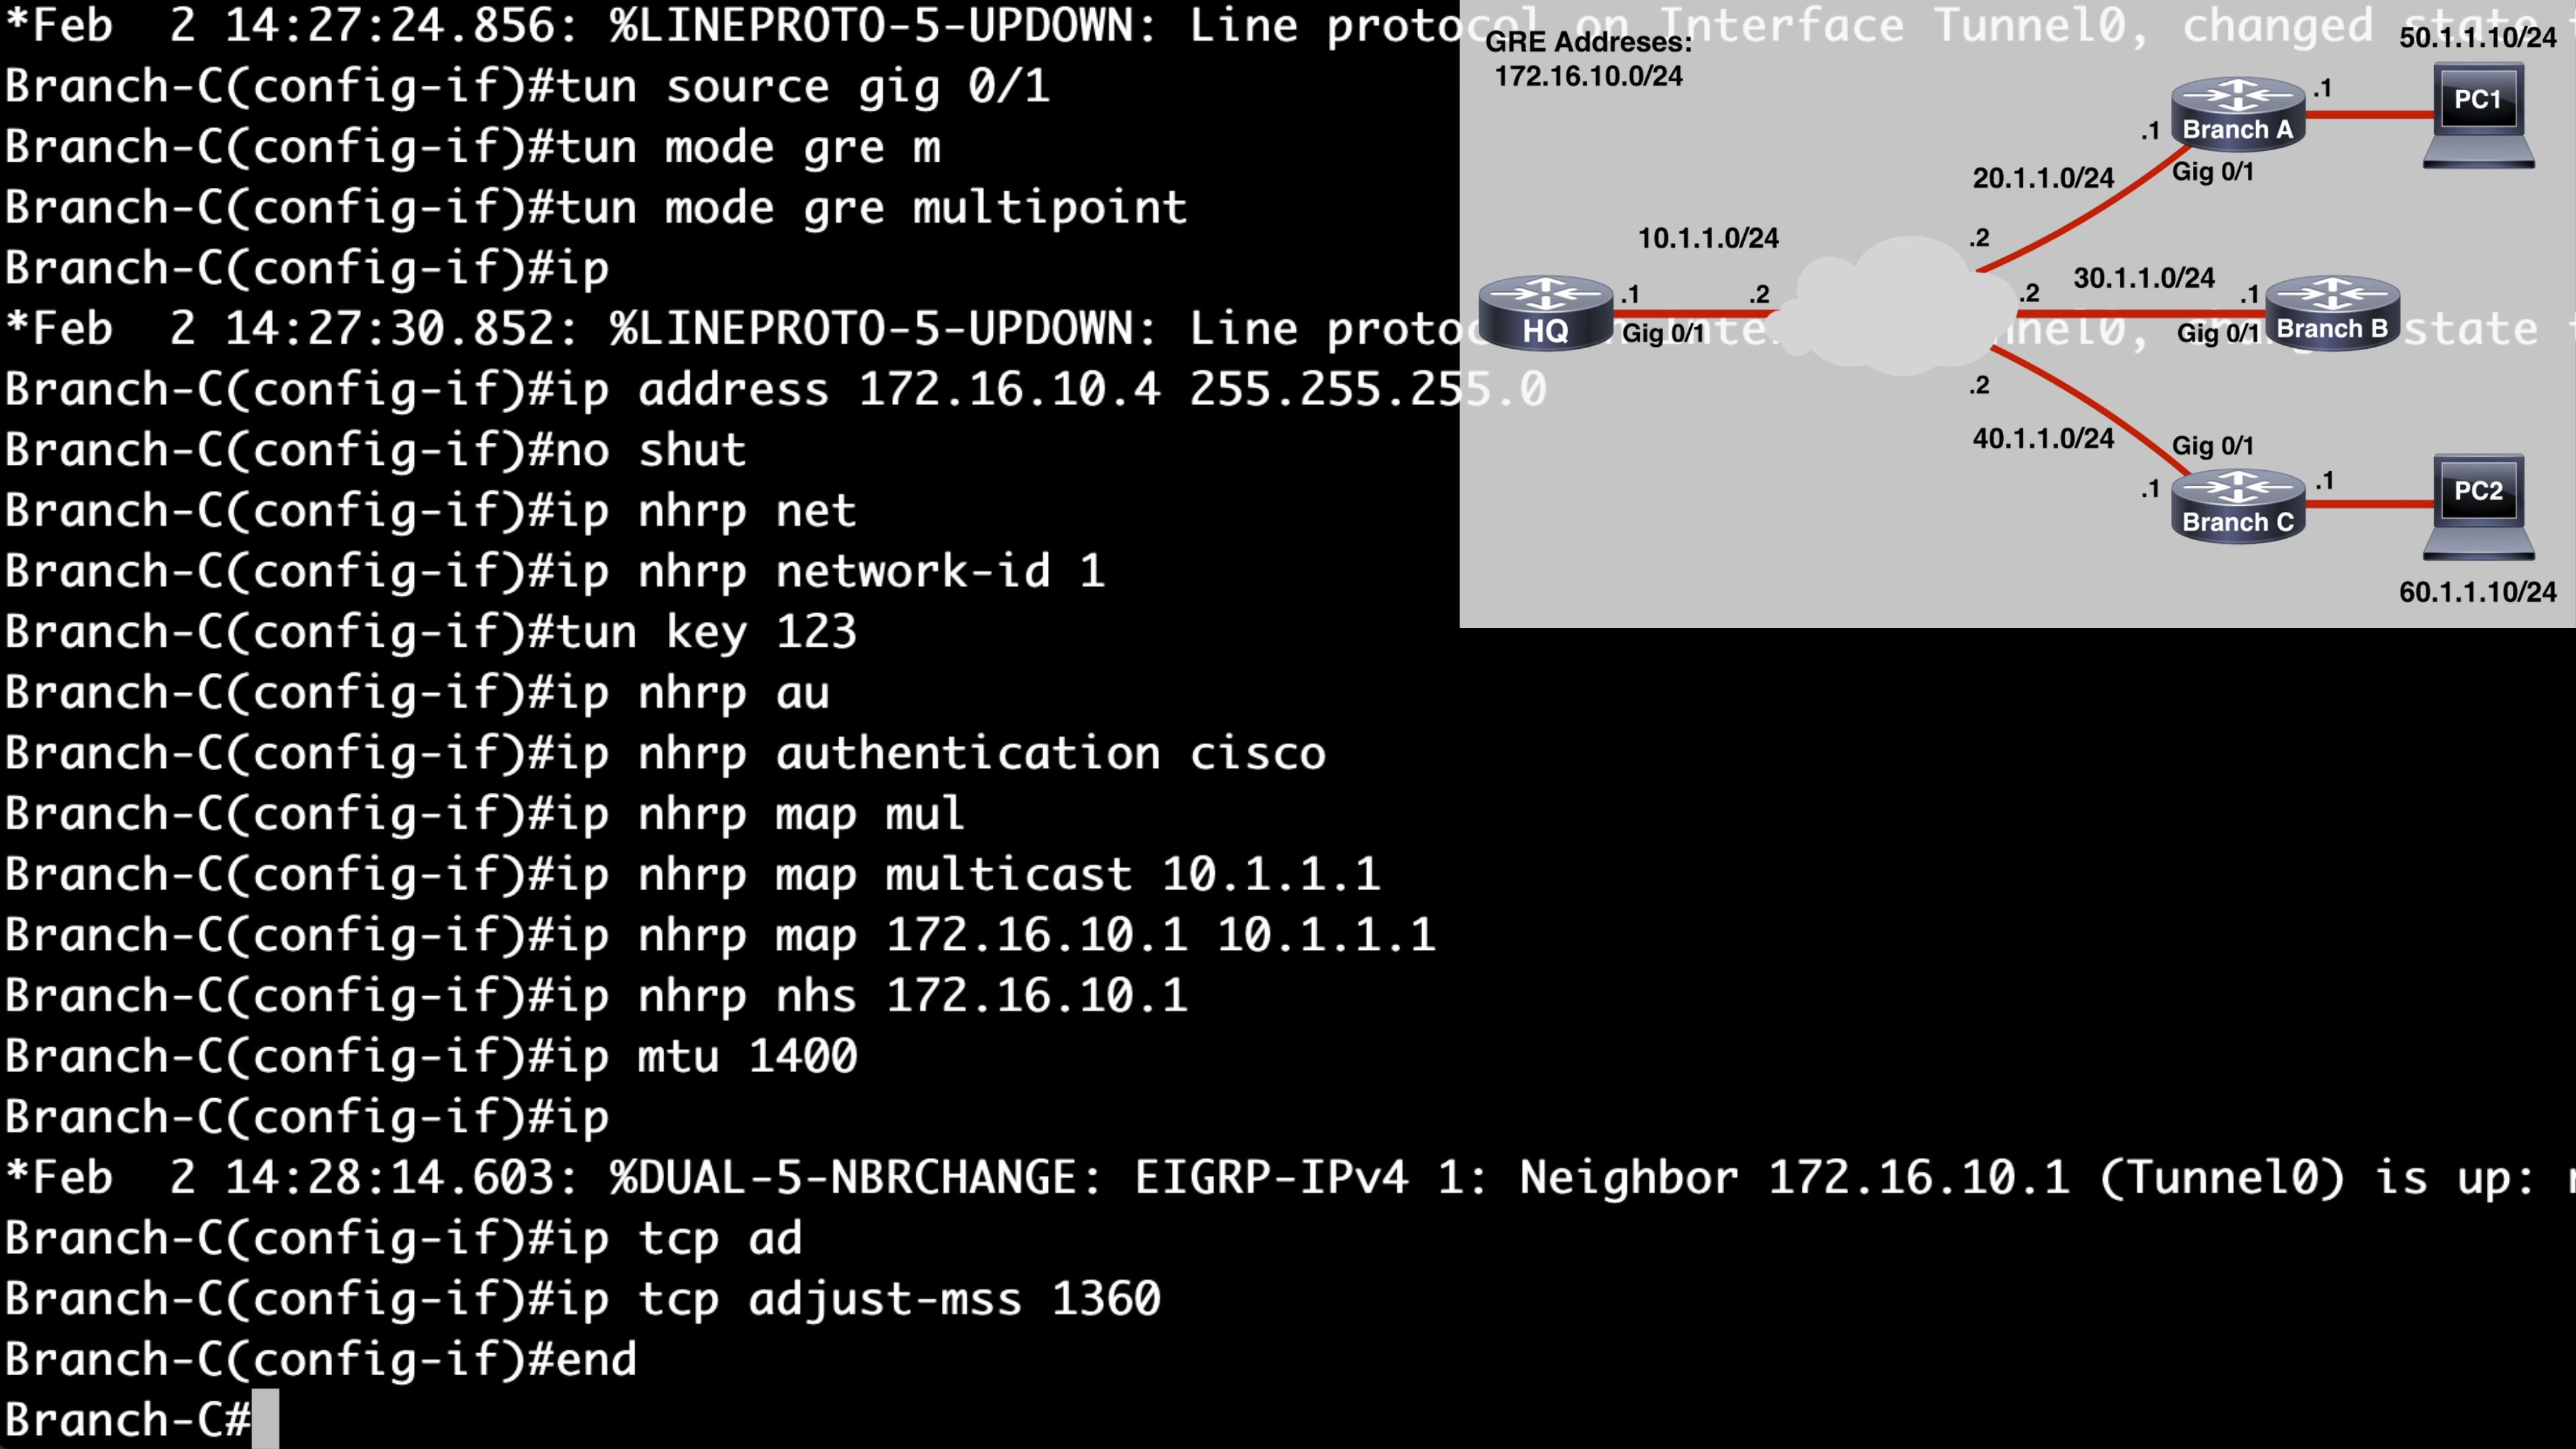 *Feb  2 14:27:24.856: %LINEPROTO-5-UPDOWN: Line protocol on Interface Tunnel0, changed state
Branch-C(config-if)#tun source gig 0/1
Branch-C(config-if)#tun mode gre m
Branch-C(config-if)#tun mode gre multipoint
Branch-C(config-if)#ip
*Feb  2 14:27:30.852: %LINEPROTO-5-UPDOWN: Line protoc n Inte nnel0, state
Branch-C(config-if)#ip address 172.16.10.4 255.255.255.0
Branch-C(config-if)#no shut
Branch-C(config-if)#ip nhrp net
Branch-C(config-if)#ip nhrp network-id 1
Branch-C(config-if)#tun key 123
Branch-C(config-if)#ip nhrp au
Branch-C(config-if)#ip nhrp authentication cisco
Branch-C(config-if)#ip nhrp map mul
Branch-C(config-if)#ip nhrp map multicast 10.1.1.1
Branch-C(config-if)#ip nhrp map 172.16.10.1 10.1.1.1
Branch-C(config-if)#ip nhrp nhs 172.16.10.1
Branch-C(config-if)#ip mtu 1400
Branch-C(config-if)#ip
*Feb  2 14:28:14.603: %DUAL-5-NBRCHANGE: EIGRP-IPv4 1: Neighbor 172.16.10.1 (Tunnel0) is up:
Branch-C(config-if)#ip tcp ad
Branch-C(config-if)#ip tcp adjust-mss 1360
Branch-C(config-if)#end
Branch-C#
GRE Addreses:
172.16.10.0/24
50.1.1.10/24
PC1
.1
Branch A
.1
Gig 0/1
20.1.1.0/24
.2
10.1.1.0/24
HQ
.1
.2
Gig 0/1
.2
30.1.1.0/24
.1
Gig 0/1
Branch B
.2
40.1.1.0/24
Gig 0/1
.1
Branch C
.1
PC2
60.1.1.10/24